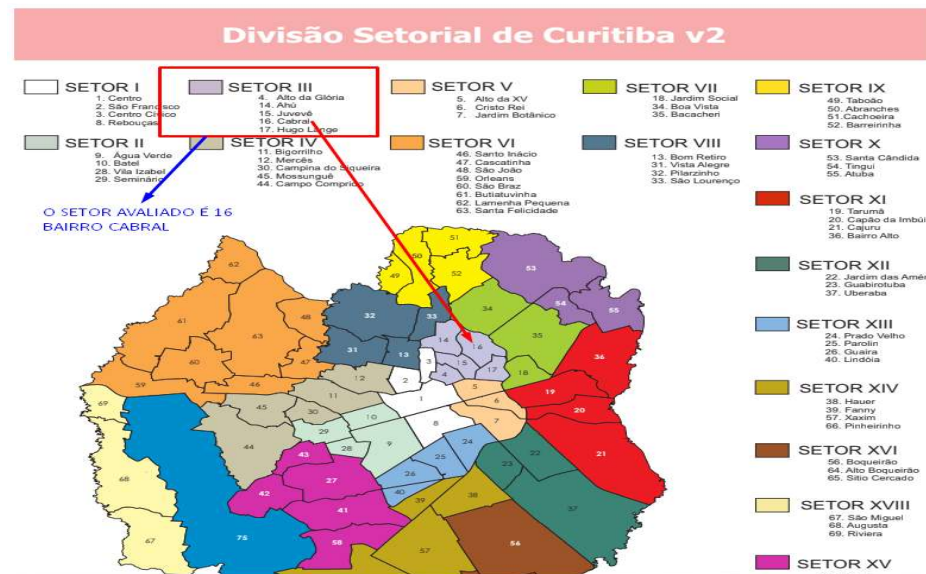 Divisão Setorial de Curitiba v2
SETOR I
1. Centro
2. São Francisco
3. Centro Cívico
8. Rebouças
SETOR III
4. Alto da Glória
14. Ahú
15. Juvevê
16. Cabral
17. Hugo Lange
SETOR V
5. Alto da XV
6. Cristo Rei
7. Jardim Botânico
SETOR VII
18. Jardim Social
34. Boa Vista
35. Bacacheri
SETOR IX
49. Taboão
50. Abranches
51. Cachoeira
52. Barreirinha
SETOR II
9. Água Verde
10. Batel
28. Vila Izabel
29. Seminário
SETOR IV
11. Bigorrilho
12. Mercês
30. Campina do Siqueira
45. Mossunguê
44. Campo Comprido
SETOR VI
46. Santo Inácio
47. Cascatinha
48. São João
59. Orleans
60. São Braz
61. Butiatuvinha
62. Lamenha Pequena
63. Santa Felicidade
SETOR VIII
13. Bom Retiro
31. Vista Alegre
32. Pilarzinho
33. São Lourenço
SETOR X
53. Santa Cândida
54. Tingui
55. Atuba
O SETOR AVALIADO É 16
BAIRRO CABRAL
SETOR XI
19. Tarumã
20. Capão da Imbúi
21. Cajuru
36. Bairro Alto
SETOR XII
22. Jardim das Amér
23. Guabirotuba
37. Uberaba
SETOR XIII
24. Prado Velho
25. Parolin
26. Guaíra
40. Lindóia
SETOR XIV
38. Hauer
39. Fanny
57. Xaxim
66. Pinheirinho
SETOR XVI
56. Boqueirão
64. Alto Boqueirão
65. Sítio Cercado
SETOR XVIII
67. São Miguel
68. Augusta
69. Riviera
SETOR XV
51
50
49
52
62
53
48
61
63
32
33
34
54
55
14
16
35
47
31
13
3
15
17
36
60
12
4
18
59
46
2
5
19
69
11
1
6
45
30
10
8
7
20
29
44
9
24
22
21
28
43
25
23
68
27
26
42
40
38
37
39
41
67
75
58
57
56